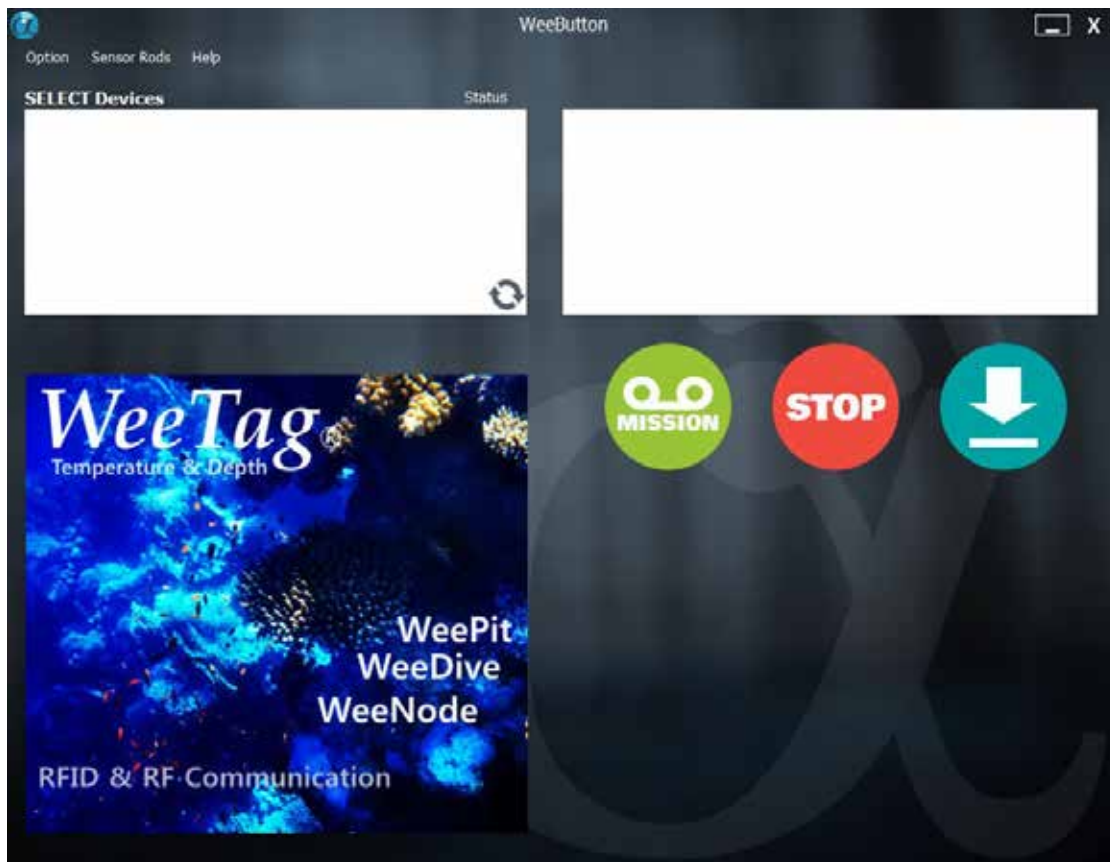 WeeButton
X
Option Sensor Rods Help
SELECT Devices Status
MISSION
STOP
WeeTag®
Temperature & Depth
WeePit
WeeDive
WeeNode
RFID & RF Communication